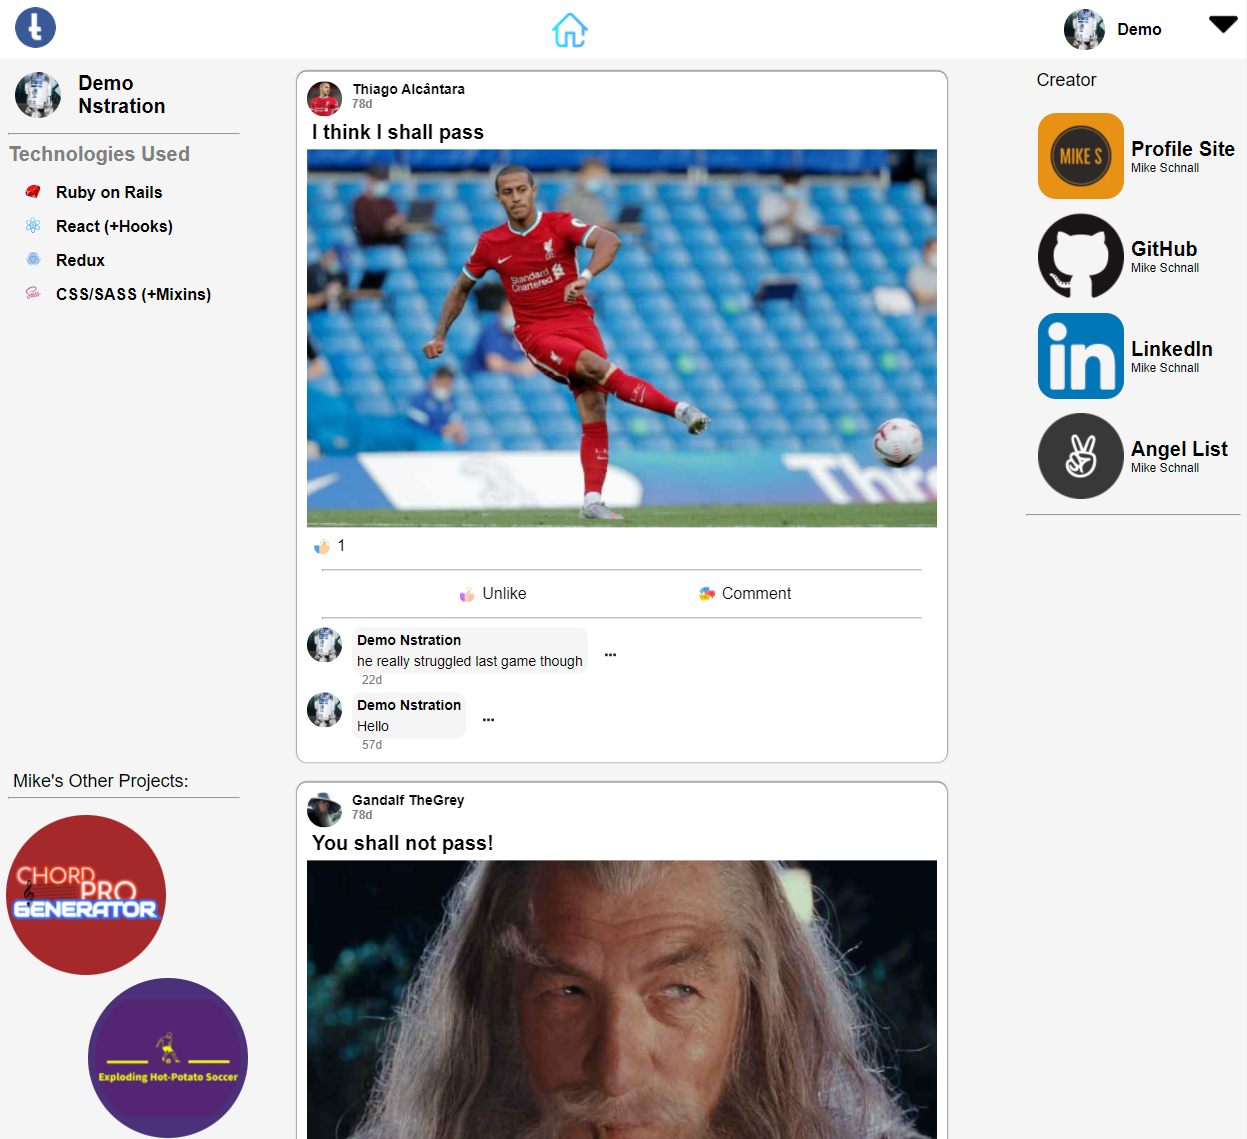 t
Demo
Demo
Nstration
Technologies Used
Ruby on Rails
React (+Hooks)
Redux
CSS/SASS (+Mixins)
Thiago Alcântara
78d
I think I shall pass
Standard
Chartered
Thre
1
Unlike
Comment
Demo Nstration
he really struggled last game though
22d
Demo Nstration
Hello
57d
Gandalf TheGrey
78d
You shall not pass!
Creator
MIKE S
Profile Site
Mike Schnall
GitHub
Mike Schnall
in
LinkedIn
Mike Schnall
Angel List
Mike Schnall
Mike's Other Projects:
CHORD
PRO
GENERATOR
Exploding Hot-Potato Soccer